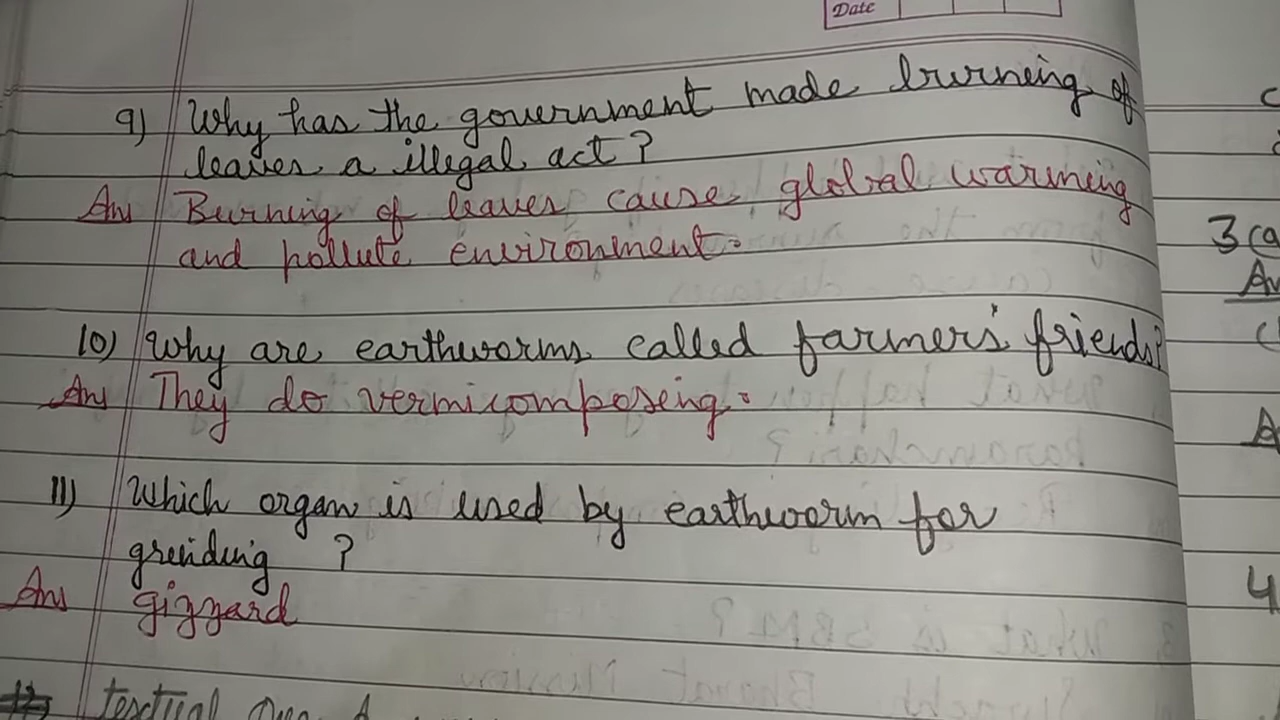 Date
9) Why has the government made burning of
leaves a illegal act?
Ans Burning of leaves cause global warming
and pollute environment.
10) Why are earthworms called farmer's friends?
Ans They do vermicomposing.
11) Which organ is used by earthworm for
grinding ?
Ans gizzard
3(a
4